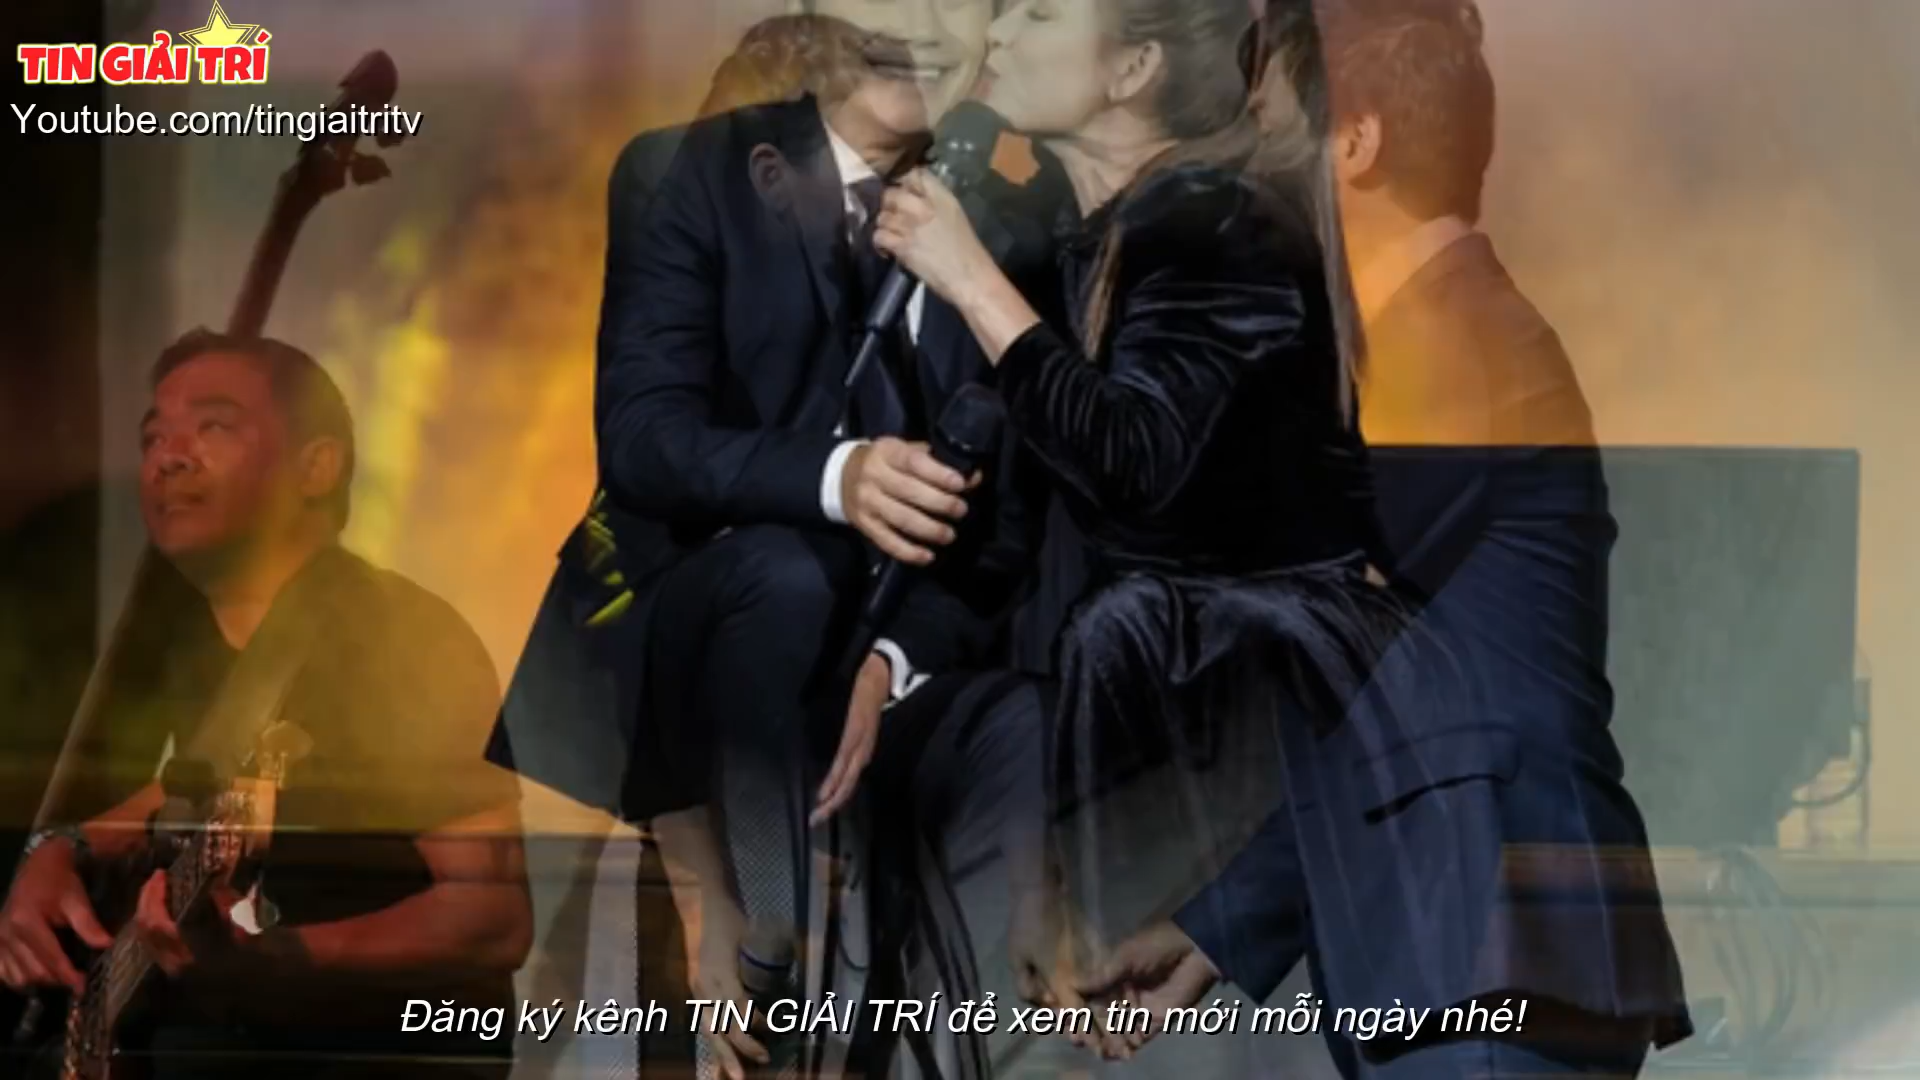 TIN GIẢI TRÍ
Youtube.com/tingiaitritv
Đăng ký kênh TIN GIẢI TRÍ để xem tin mới mỗi ngày nhé!